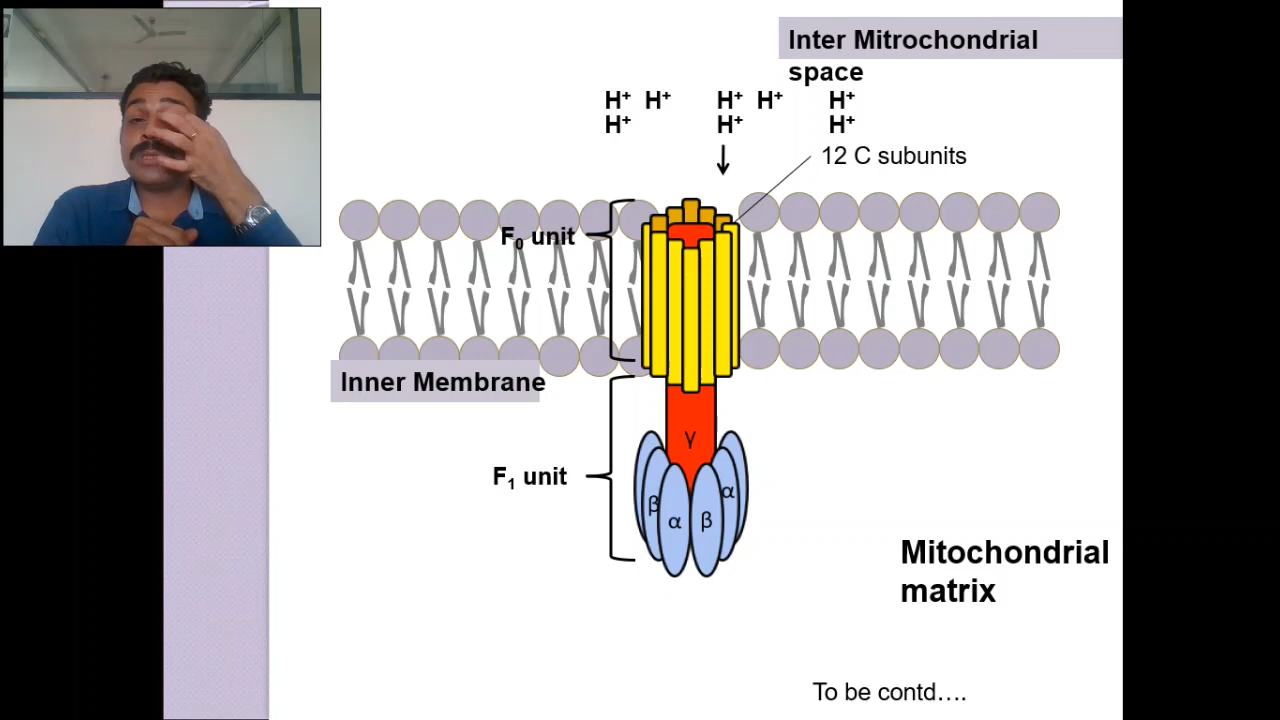 Inter Mitrochondrial
space
H⁺ H⁺ H⁺ H⁺ H⁺
H⁺ H⁺ H⁺
12 C subunits
F₀ unit
Inner Membrane
γ
F₁ unit
β α β α
Mitochondrial
matrix
To be contd....